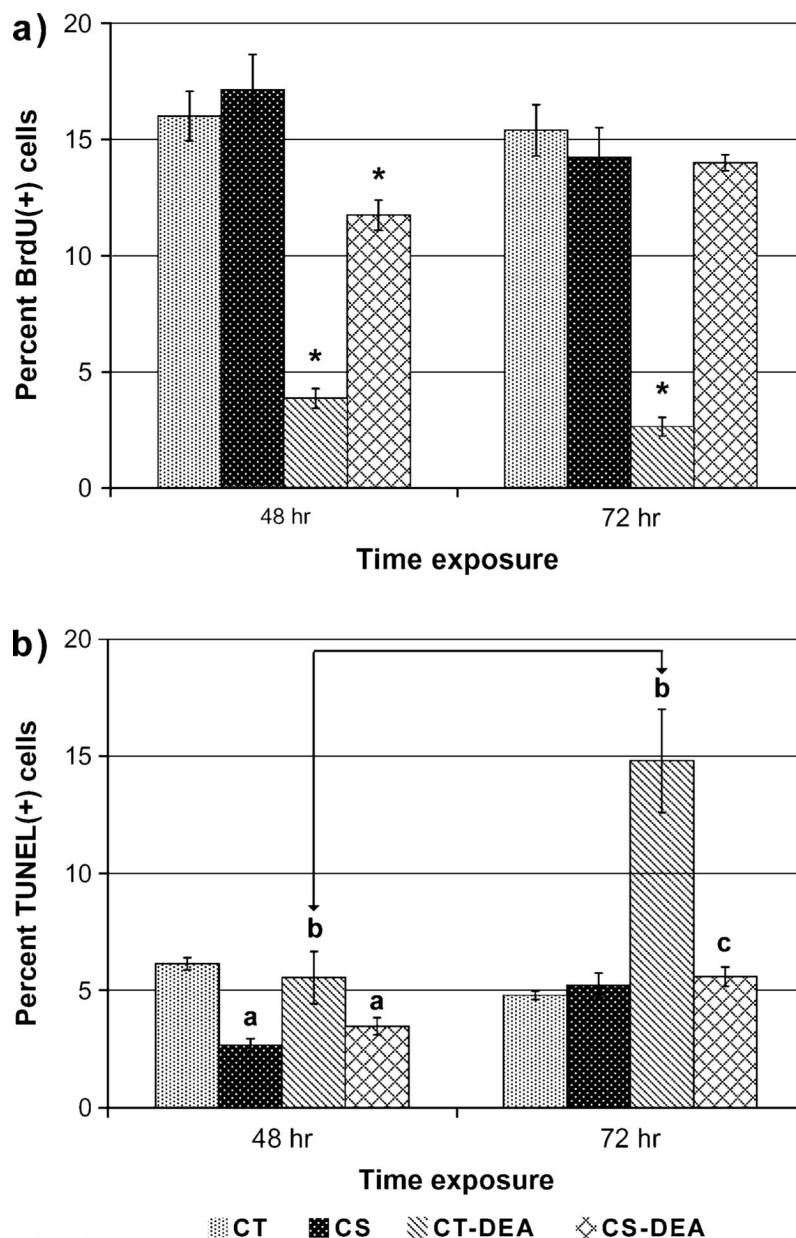 a)
20
15
10
5
0
Percent BrdU(+) cells
*
*
*
48 hr
72 hr
Time exposure
b)
20
15
10
5
0
Percent TUNEL(+) cells
a
b
a
b
c
48 hr
72 hr
Time exposure
CT CS CT-DEA CS-DEA